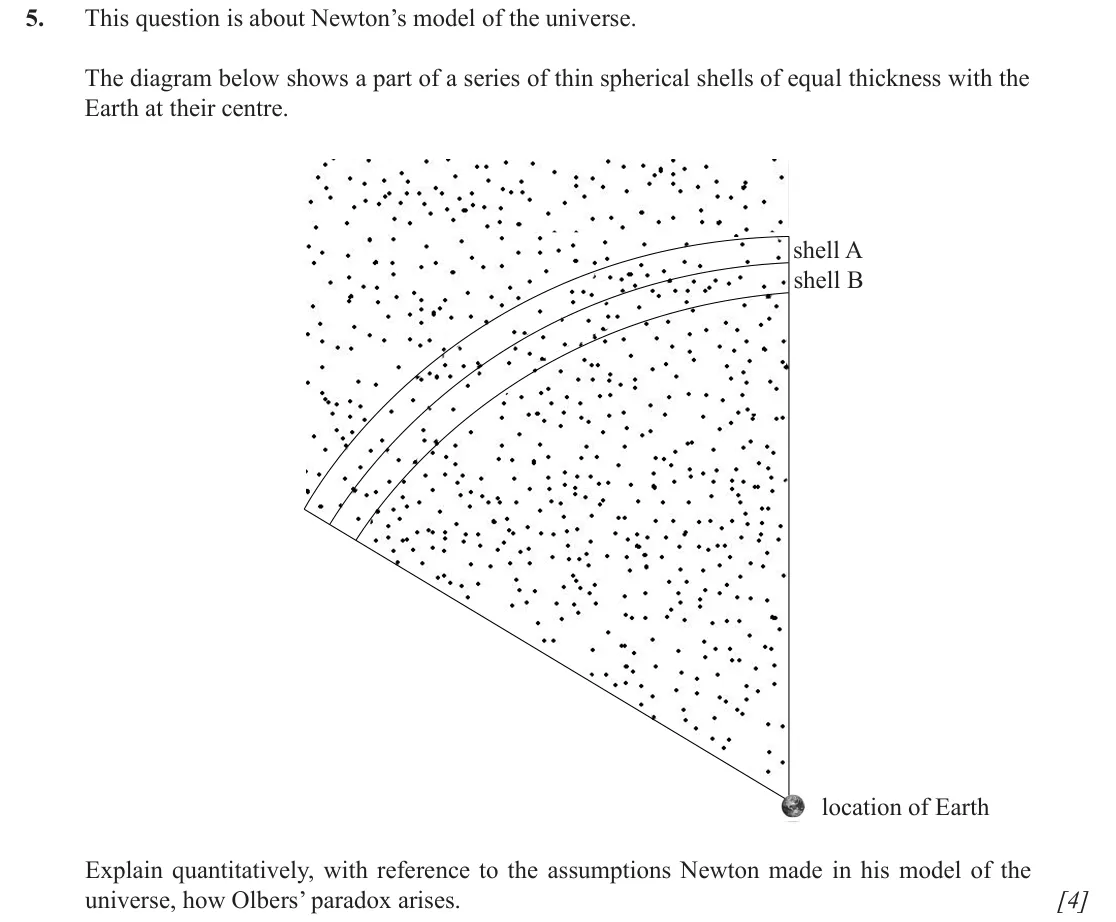 5. This question is about Newton’s model of the universe.
The diagram below shows a part of a series of thin spherical shells of equal thickness with the
Earth at their centre.
shell A
shell B
location of Earth
Explain quantitatively, with reference to the assumptions Newton made in his model of the
universe, how Olbers’ paradox arises. [4]